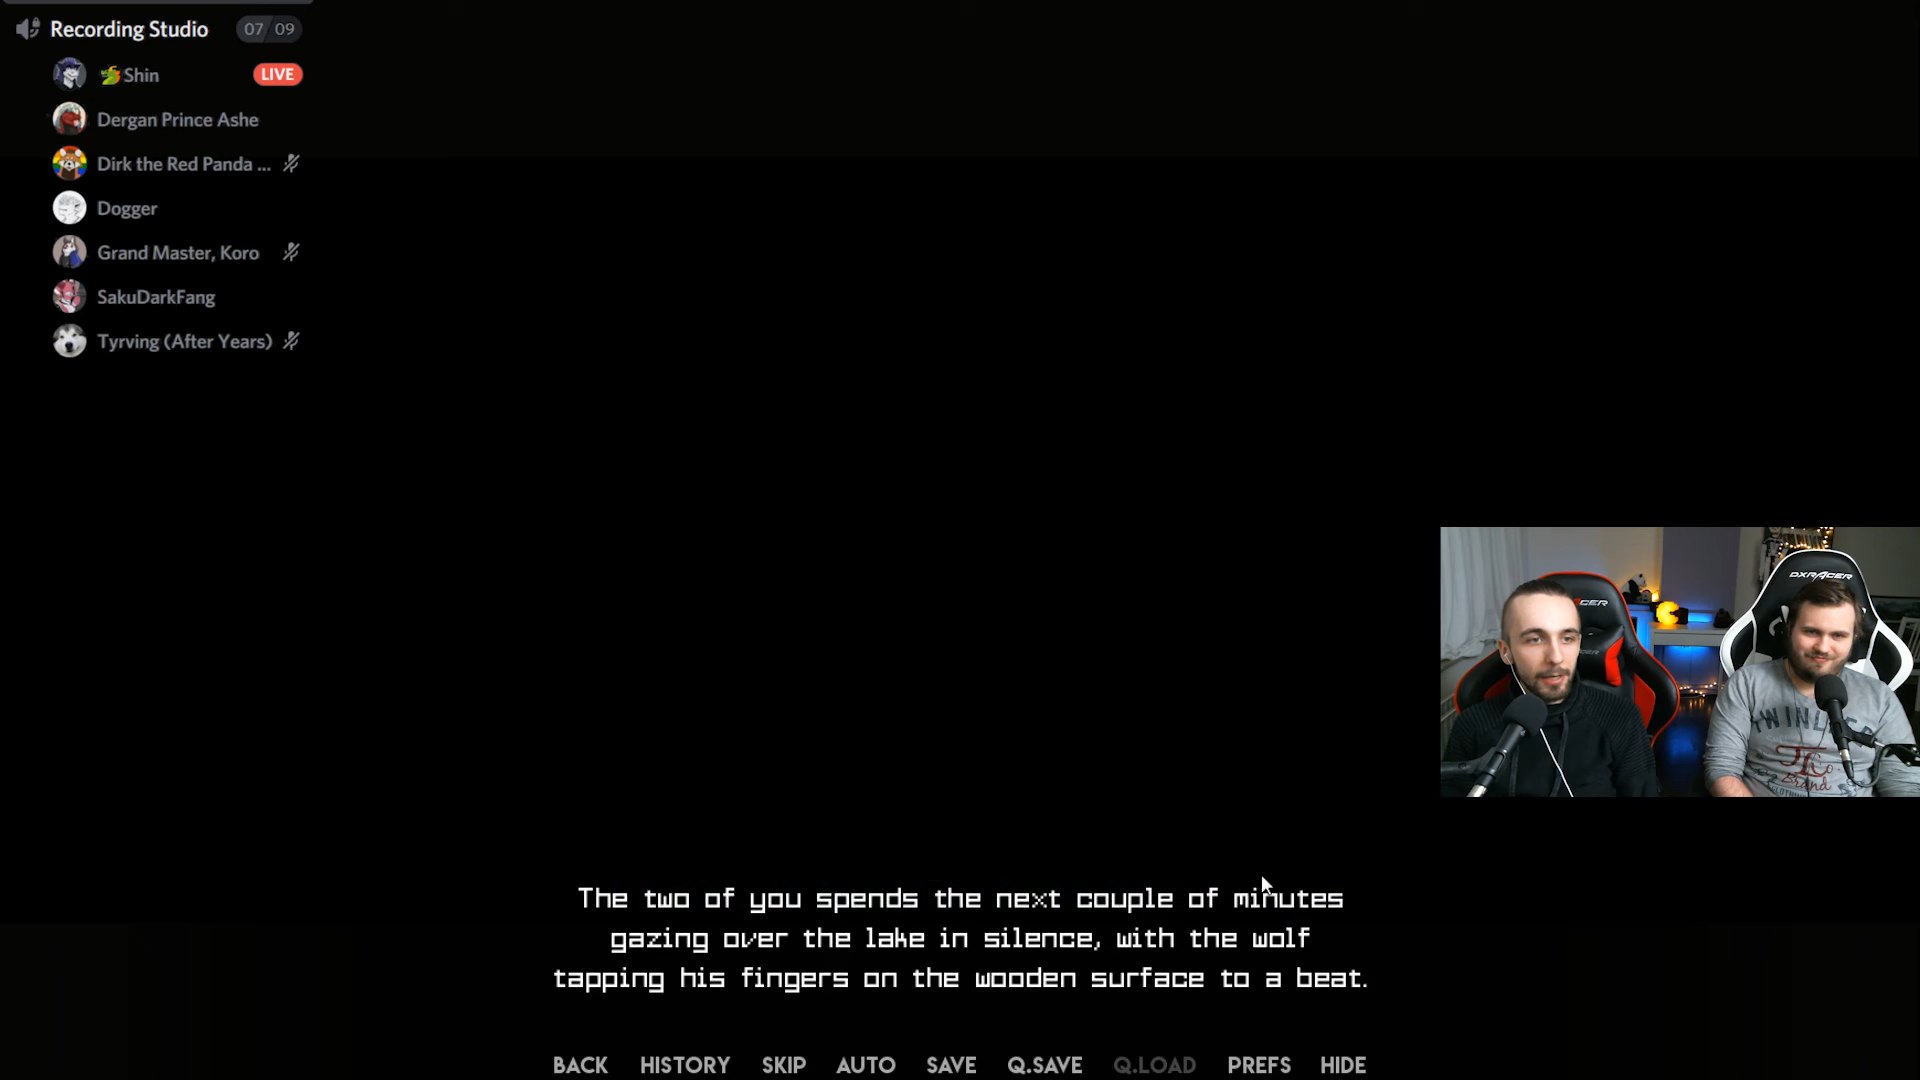 Recording Studio 07 09
Shin LIVE
Dergan Prince Ashe
Dirk the Red Panda ...
Dogger
Grand Master, Koro
SakuDarkFang
Tyrving (After Years)
DXRACER
CER
The two of you spends the next couple of minutes
gazing over the lake in silence, with the wolf
tapping his fingers on the wooden surface to a beat.
BACK HISTORY SKIP AUTO SAVE Q.SAVE Q.LOAD PREFS HIDE